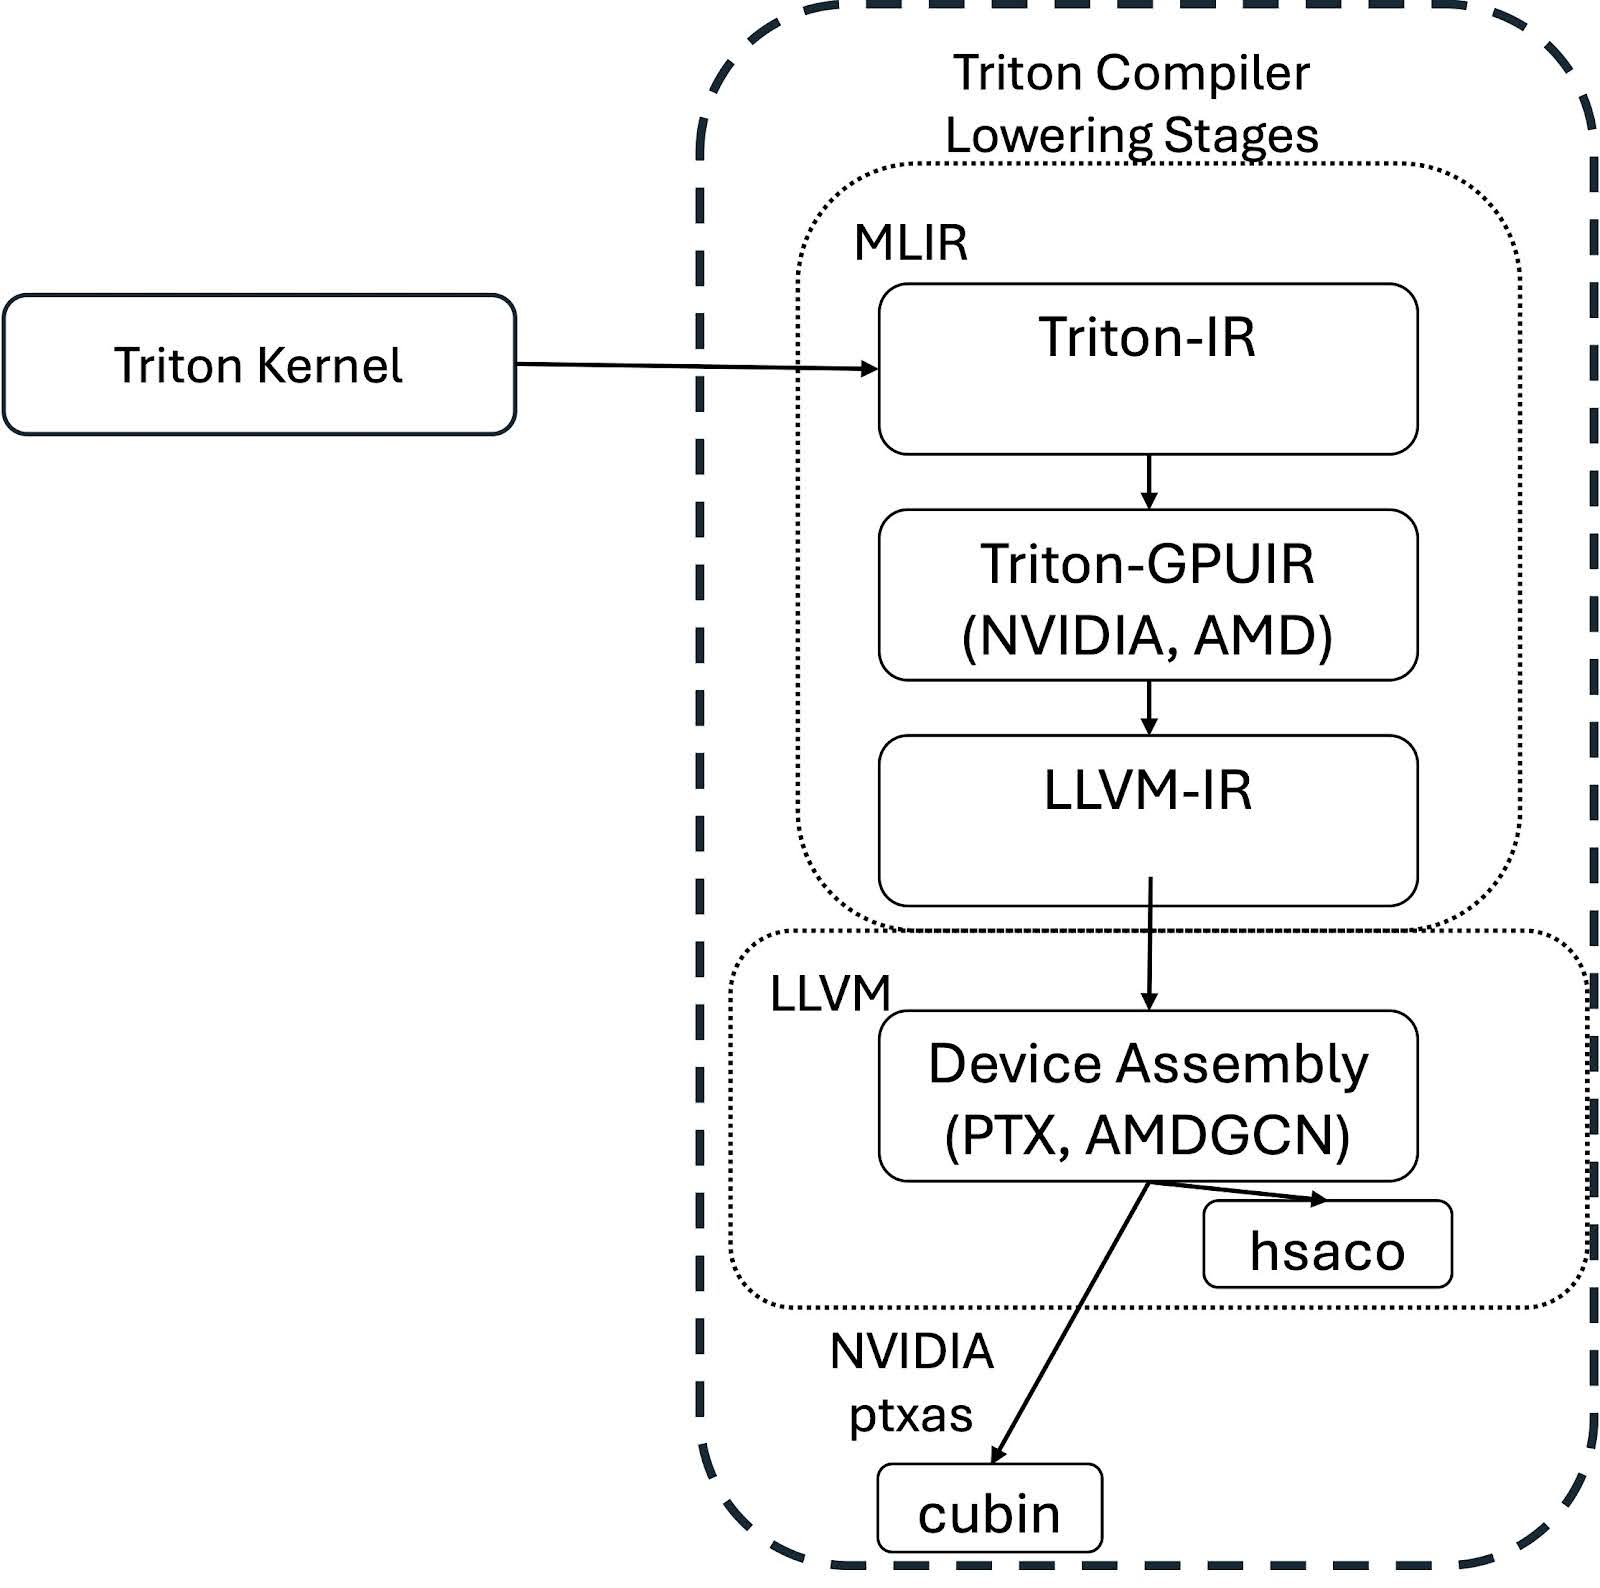 Triton Compiler
Lowering Stages
MLIR
Triton Kernel
Triton-IR
Triton-GPUIR
(NVIDIA, AMD)
LLVM-IR
LLVM
Device Assembly
(PTX, AMDGCN)
hsaco
NVIDIA
ptxas
cubin